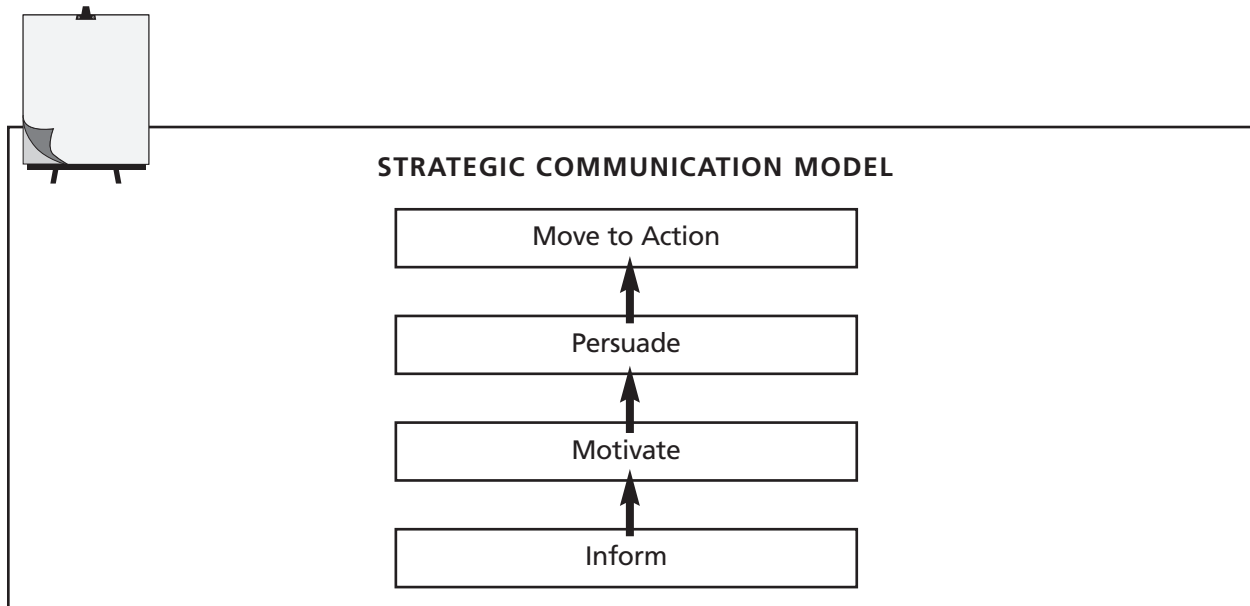 STRATEGIC COMMUNICATION MODEL
Move to Action
Persuade
Motivate
Inform